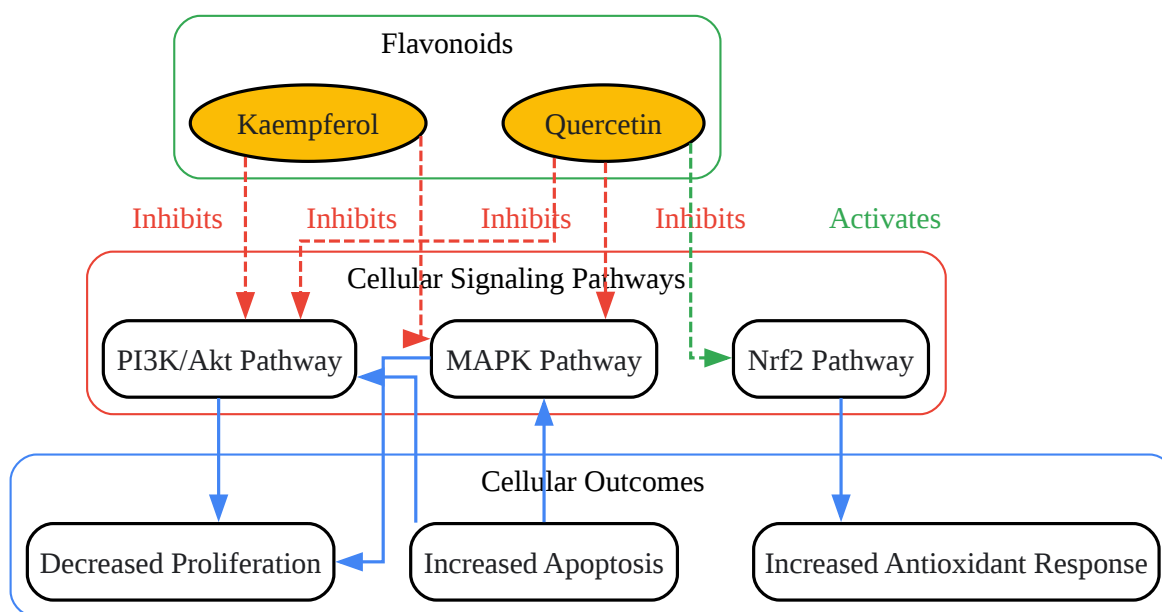 Flavonoids
Kaempferol
Quercetin
Inhibits
Inhibits
Inhibits
Inhibits
Activates
Cellular Signaling Pathways
PI3K/Akt Pathway
MAPK Pathway
Nrf2 Pathway
Cellular Outcomes
Decreased Proliferation
Increased Apoptosis
Increased Antioxidant Response